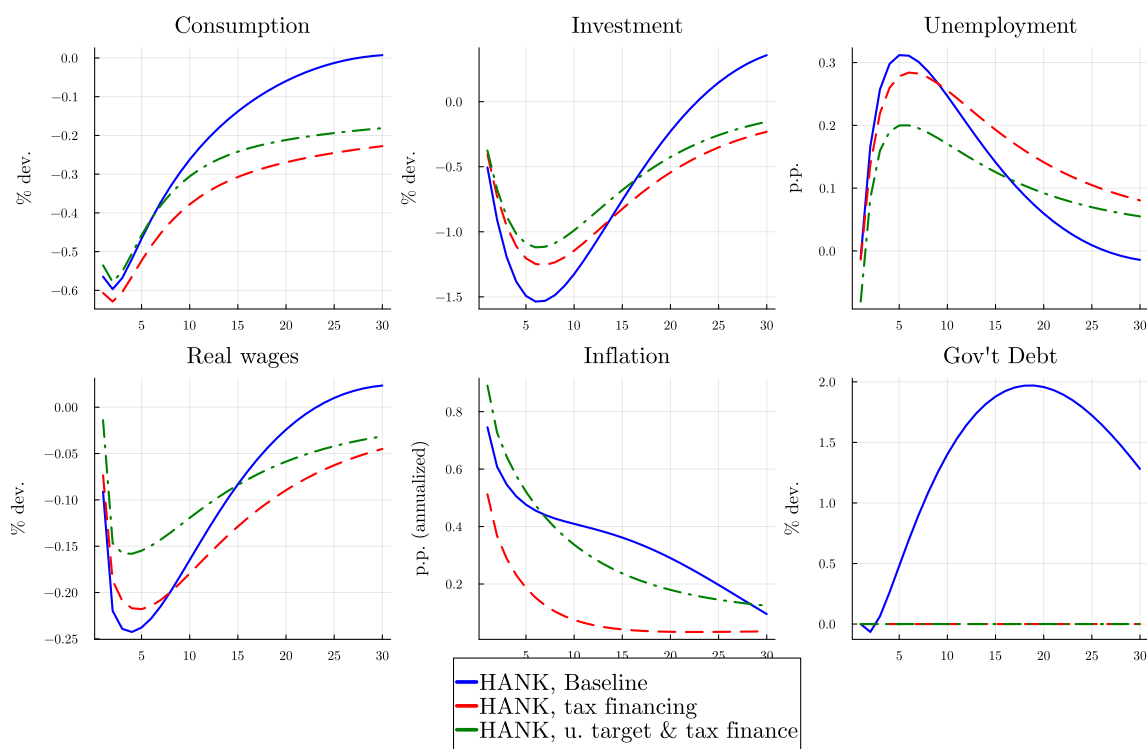 Consumption
Investment
Unemployment
% dev.
0.0
−0.1
−0.2
−0.3
−0.4
−0.5
−0.6
5 10 15 20 25 30
% dev.
0.0
−0.5
−1.0
−1.5
5 10 15 20 25 30
p.p.
0.3
0.2
0.1
0.0
5 10 15 20 25 30
Real wages
Inflation
Gov't Debt
% dev.
0.00
−0.05
−0.10
−0.15
−0.20
−0.25
5 10 15 20 25 30
p.p. (annualized)
0.8
0.6
0.4
0.2
5 10 15 20 25 30
% dev.
2.0
1.5
1.0
0.5
0.0
5 10 15 20 25 30
HANK, Baseline
HANK, tax financing
HANK, u. target & tax finance